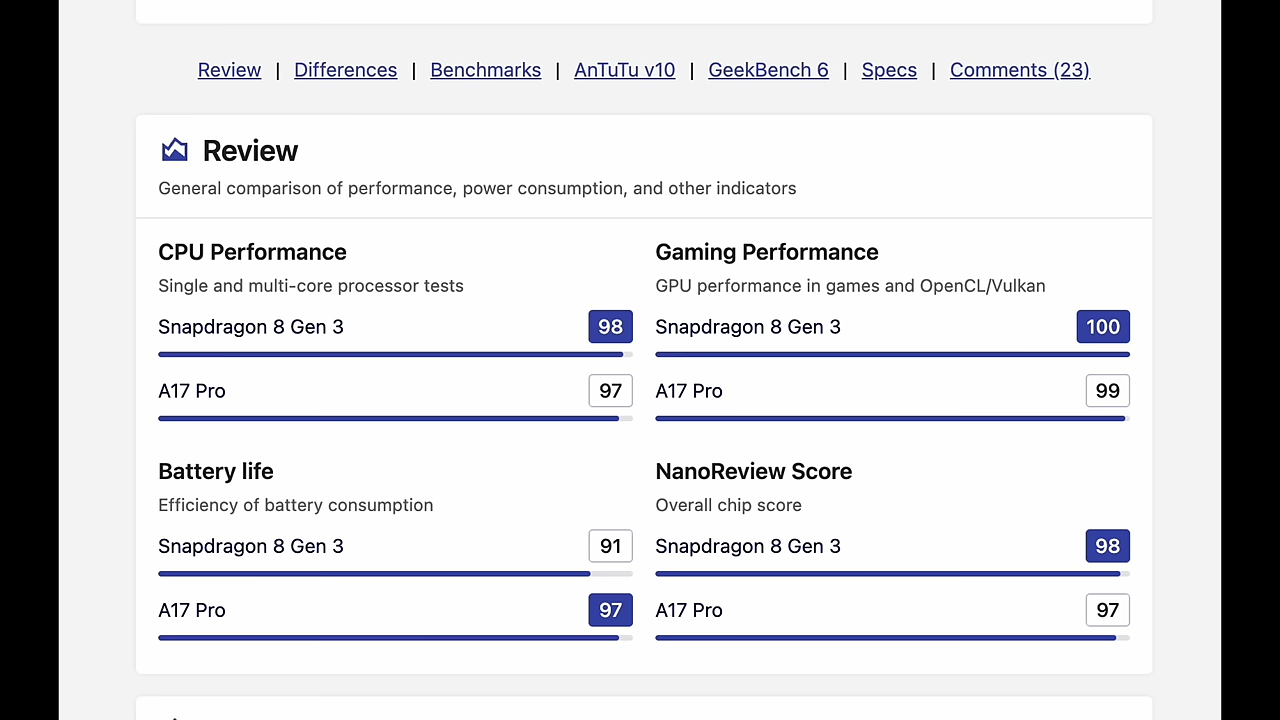 Review | Differences | Benchmarks | AnTuTu v10 | GeekBench 6 | Specs | Comments (23)
Review
General comparison of performance, power consumption, and other indicators
CPU Performance
Single and multi-core processor tests
Snapdragon 8 Gen 3 98
A17 Pro 97
Gaming Performance
GPU performance in games and OpenCL/Vulkan
Snapdragon 8 Gen 3 100
A17 Pro 99
Battery life
Efficiency of battery consumption
Snapdragon 8 Gen 3 91
A17 Pro 97
NanoReview Score
Overall chip score
Snapdragon 8 Gen 3 98
A17 Pro 97